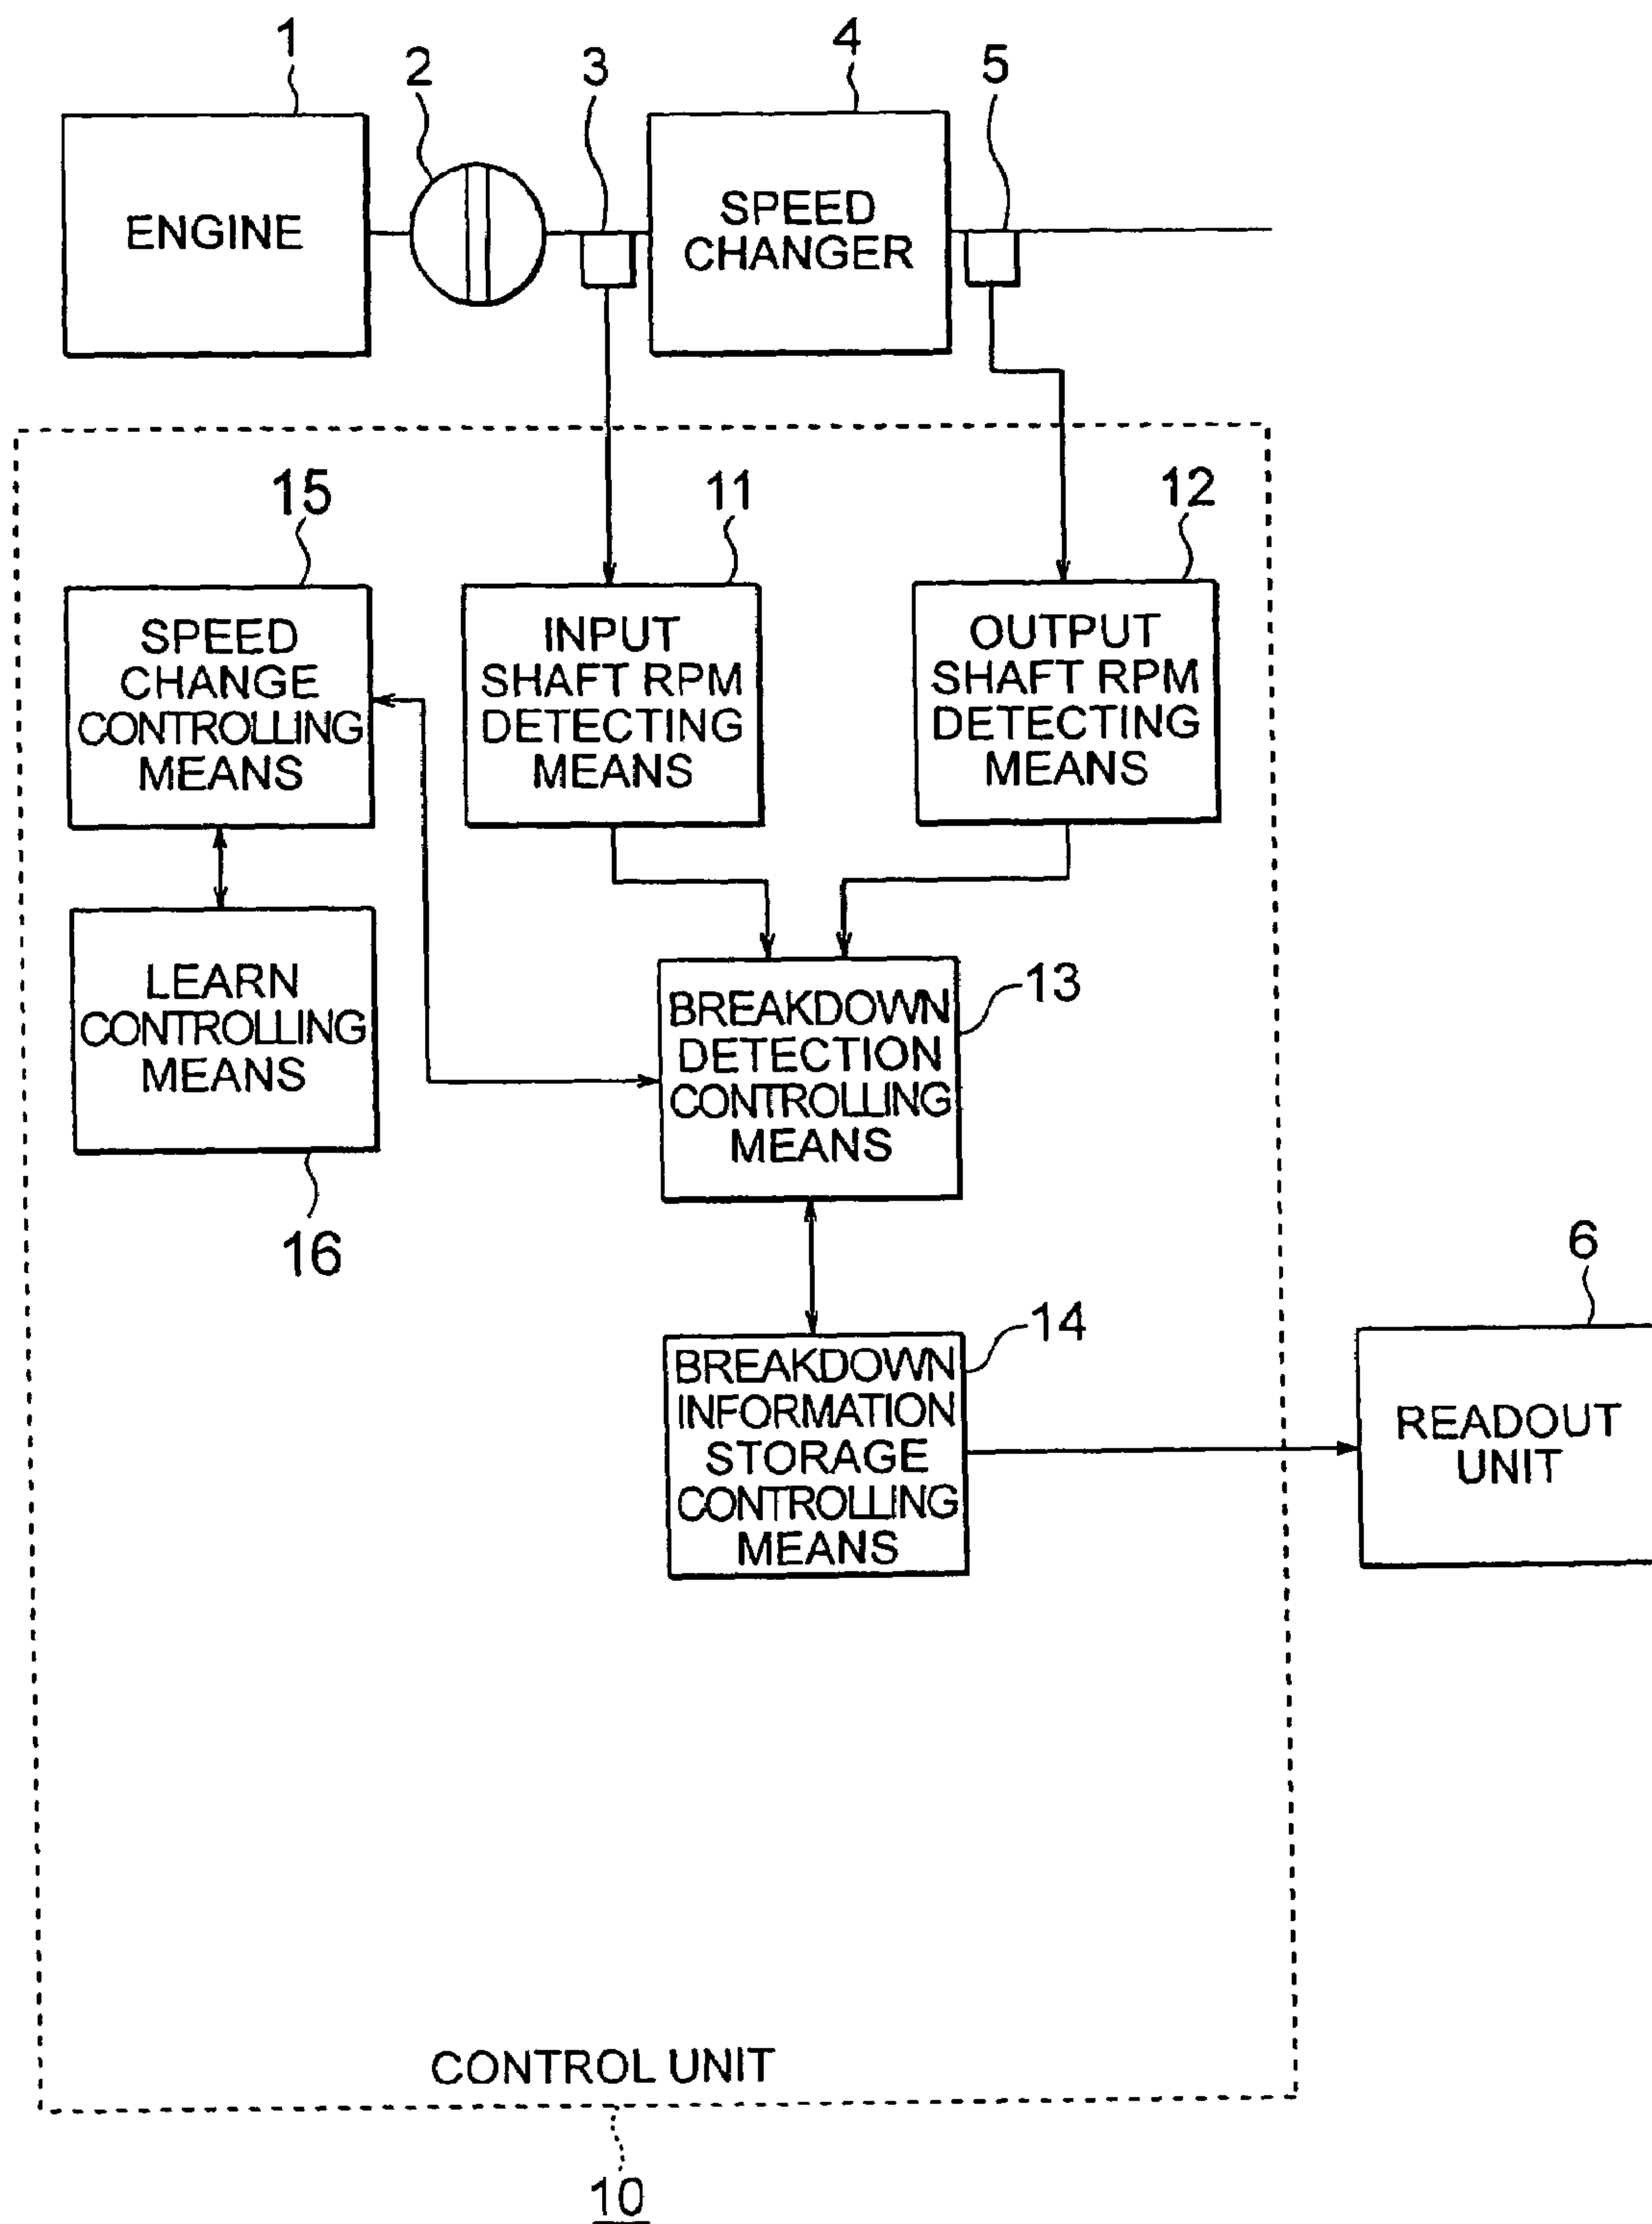 1
2
3
4
5
ENGINE
SPEED
CHANGER
15
11
12
SPEED
CHANGE
CONTROLLING
MEANS
INPUT
SHAFT RPM
DETECTING
MEANS
OUTPUT
SHAFT RPM
DETECTING
MEANS
LEARN
CONTROLLING
MEANS
16
BREAKDOWN
DETECTION
CONTROLLING
MEANS
13
BREAKDOWN
INFORMATION
STORAGE
CONTROLLING
MEANS
14
6
READOUT
UNIT
CONTROL UNIT
10